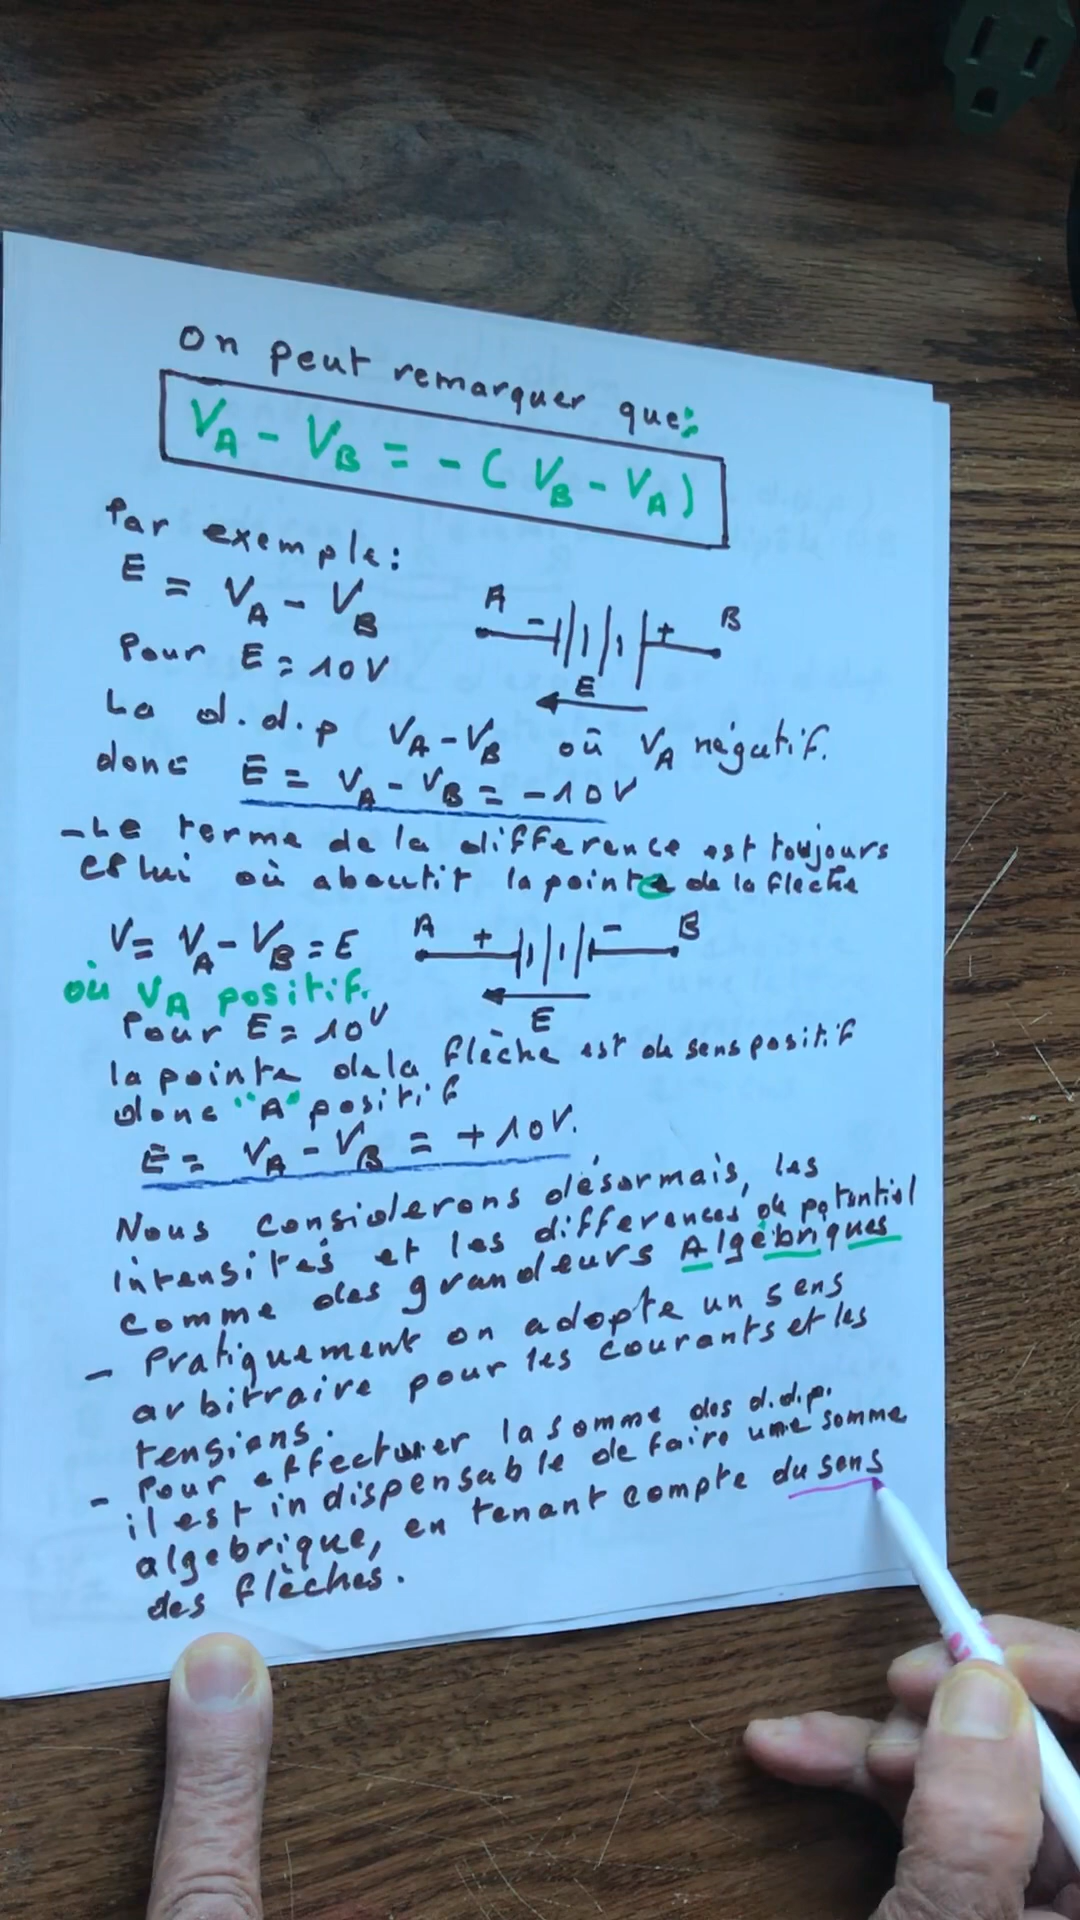 On peut remarquer que:
VA - VB = - ( VB - VA )
Par exemple:
E = VA - VB
A - + B
Pour E = 10V
E
La d.d.p VA - VB où VA négatif.
donc E = VA - VB = -10V
- Le terme de la difference est toujours
celui où aboutit la pointe de la flèche
V = VA - VB = E
A + - B
où VA positif.
E
Pour E = 10V
la pointe de la flèche est de sens positif
donc "A" positif
E = VA - VB = +10V.
Nous considerons désormais, les
intensités et les differences de potentiel
comme des grandeurs Algébriques
- Pratiquement on adopte un sens
arbitraire pour les courants et les
tensions.
- Pour effectuer la somme des d.d.p.
il est indispensable de faire une somme
algebrique, en tenant compte du sens
des flèches.